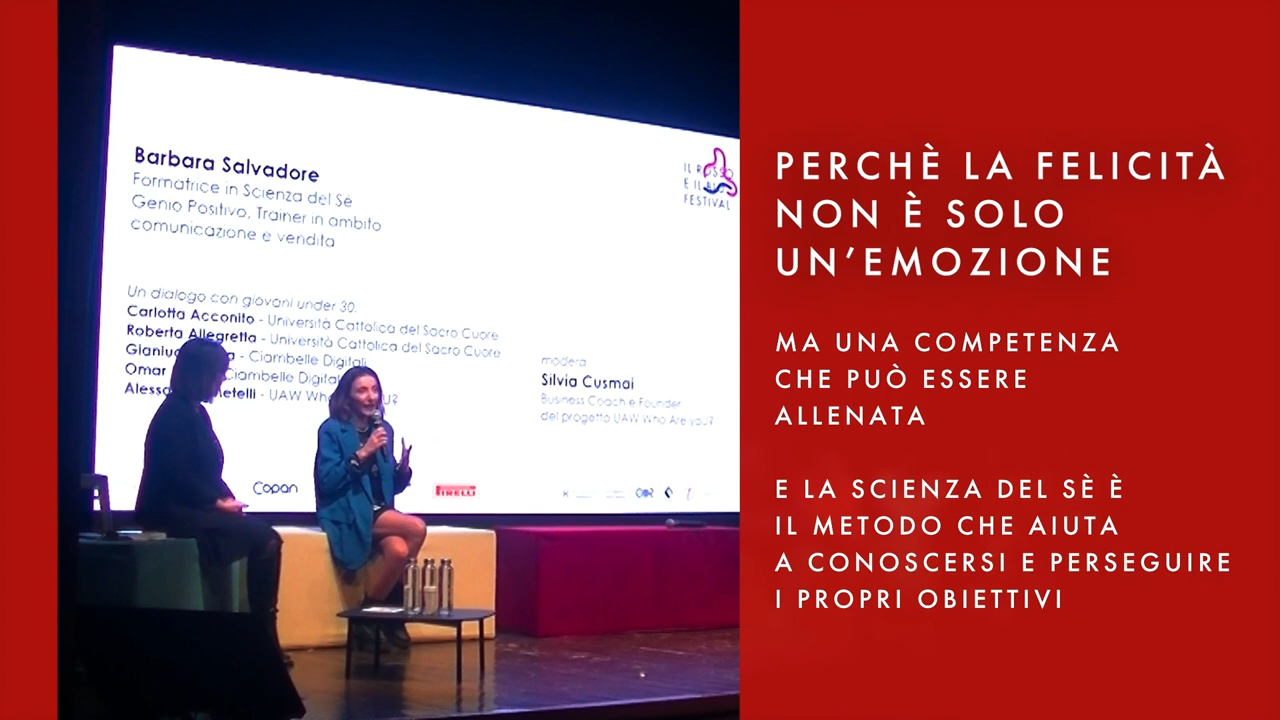 Barbara Salvadore
Formatrice in Scienza del Sè
Genio Positivo, Trainer in ambito
comunicazione e vendita
IL ROSSO
E IL BLU
FESTIVAL
Un dialogo con giovani under 30.
Carlotta Acconito - Università Cattolica del Sacro Cuore
Roberta Allegretta - Università Cattolica del Sacro Cuore
- Ciambelle Digitali
Omar Ciambelle Digitali
- UAW Who
modera
Silvia Cusmai
Business Coach e Founder
del progetto UAW Who Are yoU?
Copan
PIRELLI
PERCHÈ LA FELICITÀ
NON È SOLO
UN'EMOZIONE
MA UNA COMPETENZA
CHE PUÒ ESSERE
ALLENATA
E LA SCIENZA DEL SÈ È
IL METODO CHE AIUTA
A CONOSCERSI E PERSEGUIRE
I PROPRI OBIETTIVI